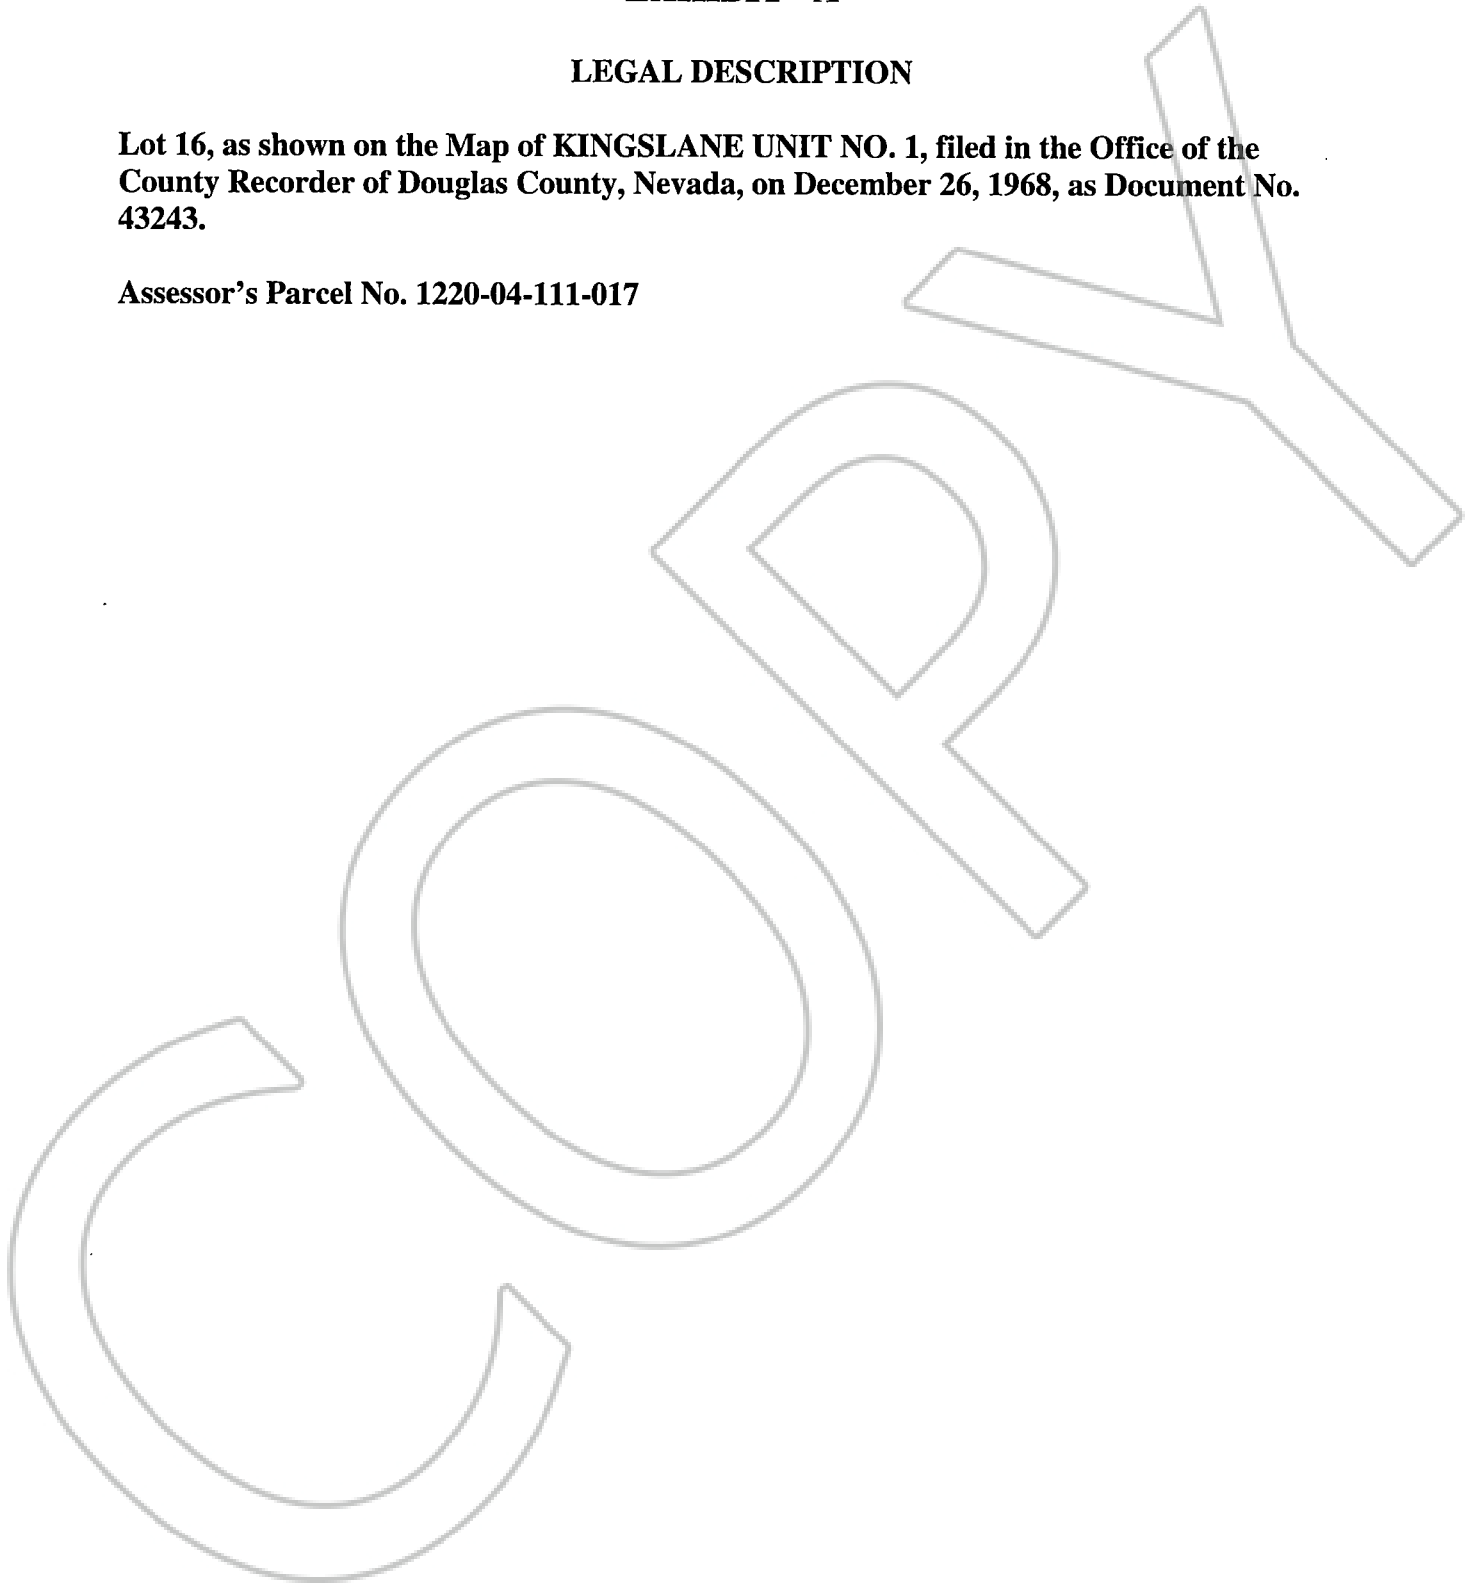 LEGAL DESCRIPTION
Lot 16, as shown on the Map of KINGSLANE UNIT NO. 1, filed in the Office of the
County Recorder of Douglas County, Nevada, on December 26, 1968, as Document No.
43243.
Assessor’s Parcel No. 1220-04-111-017
COPY